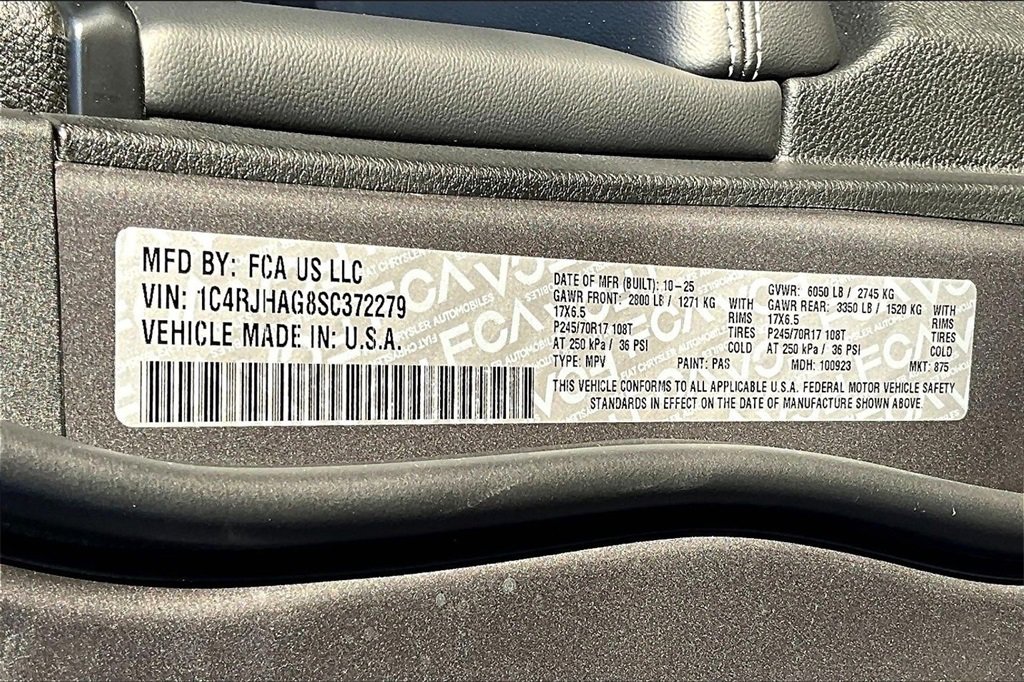 MFD BY: FCA US LLC
VIN: 1C4RJHAG8SC372279
VEHICLE MADE IN: U.S.A.
DATE OF MFR (BUILT): 10-25
GAWR FRONT: 2800 LB / 1271 KG WITH
17X6.5 RIMS
P245/70R17 108T TIRES
AT 250 kPa / 36 PSI COLD
TYPE: MPV PAINT: PAS
GVWR: 6050 LB / 2745 KG
GAWR REAR: 3350 LB / 1520 KG WITH
17X6.5 RIMS
P245/70R17 108T TIRES
AT 250 kPa / 36 PSI COLD
MDH: 100923 MKT: 875
THIS VEHICLE CONFORMS TO ALL APPLICABLE U.S.A. FEDERAL MOTOR VEHICLE SAFETY
STANDARDS IN EFFECT ON THE DATE OF MANUFACTURE SHOWN ABOVE.
FCA
FIAT CHRYSLER AUTOMOBILES